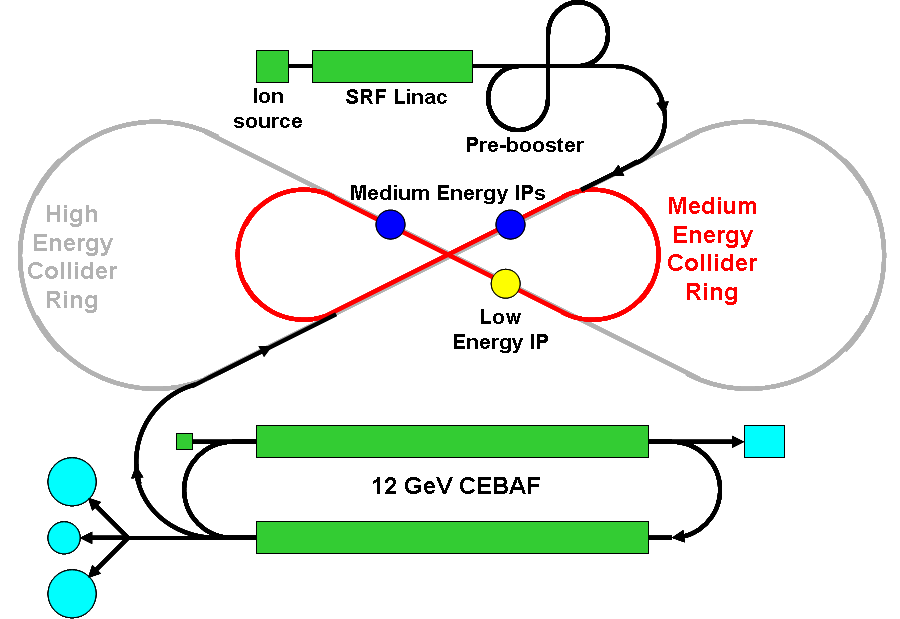 Ion
source
SRF Linac
Pre-booster
Medium Energy IPs
High
Energy
Collider
Ring
Medium
Energy
Collider
Ring
Low
Energy IP
12 GeV CEBAF